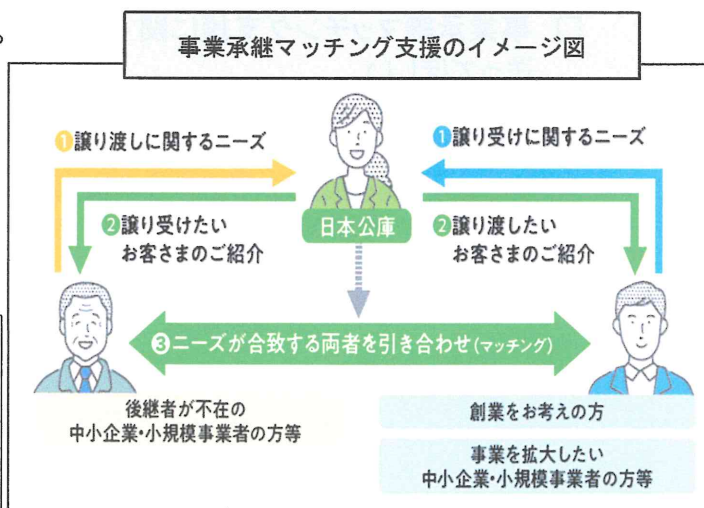 事業承継マッチング支援のイメージ図
❶譲り渡しに関するニーズ
❶譲り受けに関するニーズ
❷譲り受けたい
お客さまのご紹介
日本公庫
❷譲り渡したい
お客さまのご紹介
❸ニーズが合致する両者を引き合わせ(マッチング)
後継者が不在の
中小企業・小規模事業者の方等
創業をお考えの方
事業を拡大したい
中小企業・小規模事業者の方等